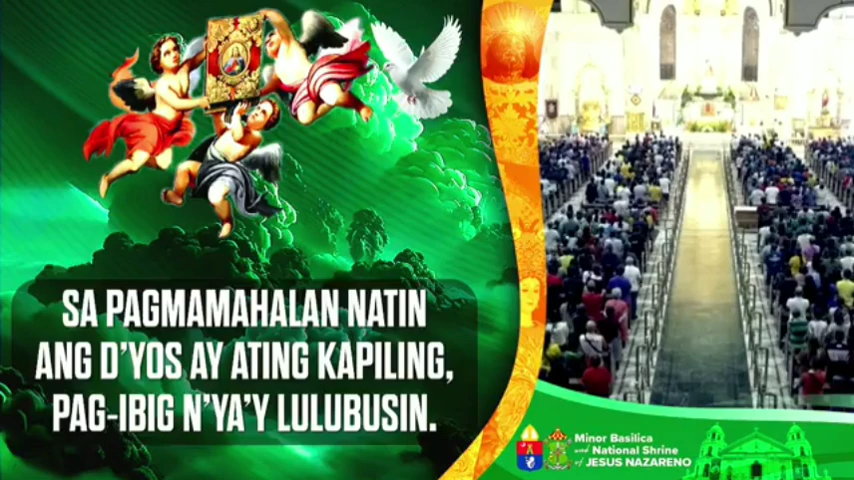 SA PAGMAMAHALAN NATIN
ANG D'YOS AY ATING KAPILING,
PAG-IBIG N'YA'Y LULUBUSIN.
Minor Basilica
and National Shrine
of JESUS NAZARENO